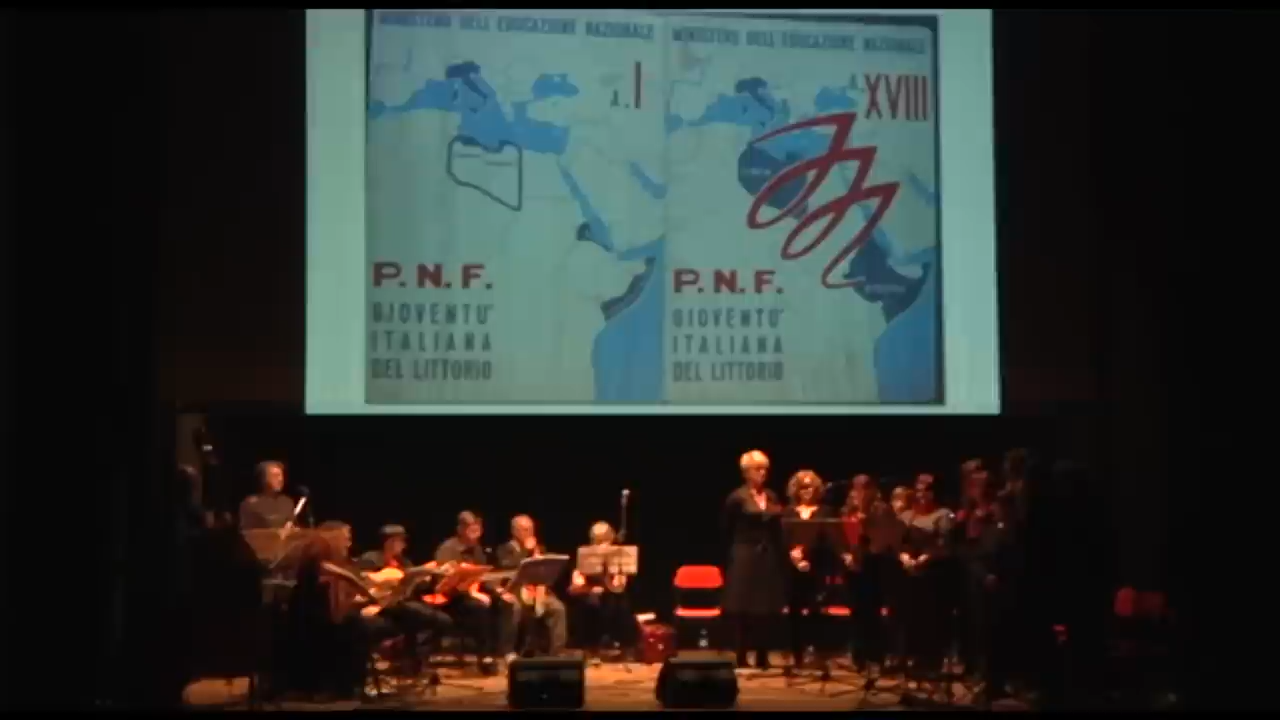 MINISTERO DELL'EDUCAZIONE NAZIONALE
A. I
P. N. F.
GIOVENTU'
ITALIANA
DEL LITTORIO
MINISTERO DELL'EDUCAZIONE NAZIONALE
A. XVIII
P. N. F.
GIOVENTU'
ITALIANA
DEL LITTORIO